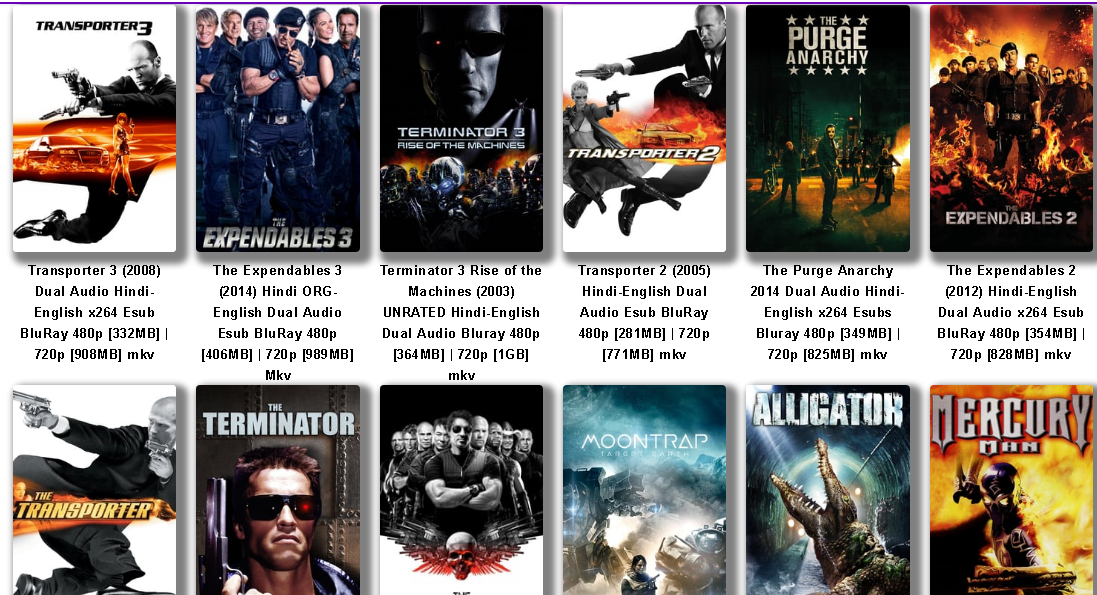 TRANSPORTER 3
THE
EXPENDABLES 3
TERMINATOR 3
RISE OF THE MACHINES
TRANSPORTER 2
THE
PURGE
ANARCHY
THE
EXPENDABLES 2
Transporter 3 (2008)
Dual Audio Hindi-
English x264 Esub
BluRay 480p [332MB] |
720p [908MB] mkv
The Expendables 3
(2014) Hindi ORG-
English Dual Audio
Esub BluRay 480p
[406MB] | 720p [989MB]
Mkv
Terminator 3 Rise of the
Machines (2003)
UNRATED Hindi-English
Dual Audio Bluray 480p
[364MB] | 720p [1GB]
mkv
Transporter 2 (2005)
Hindi-English Dual
Audio Esub BluRay
480p [281MB] | 720p
[771MB] mkv
The Purge Anarchy
2014 Dual Audio Hindi-
English x264 Esubs
Bluray 480p [349MB] |
720p [825MB] mkv
The Expendables 2
(2012) Hindi-English
Dual Audio x264 Esub
BluRay 480p [354MB] |
720p [828MB] mkv
THE
TRANSPORTER
THE
TERMINATOR
THE
MOONTRAP
TARGET EARTH
ALLIGATOR
MERCURY
MAN